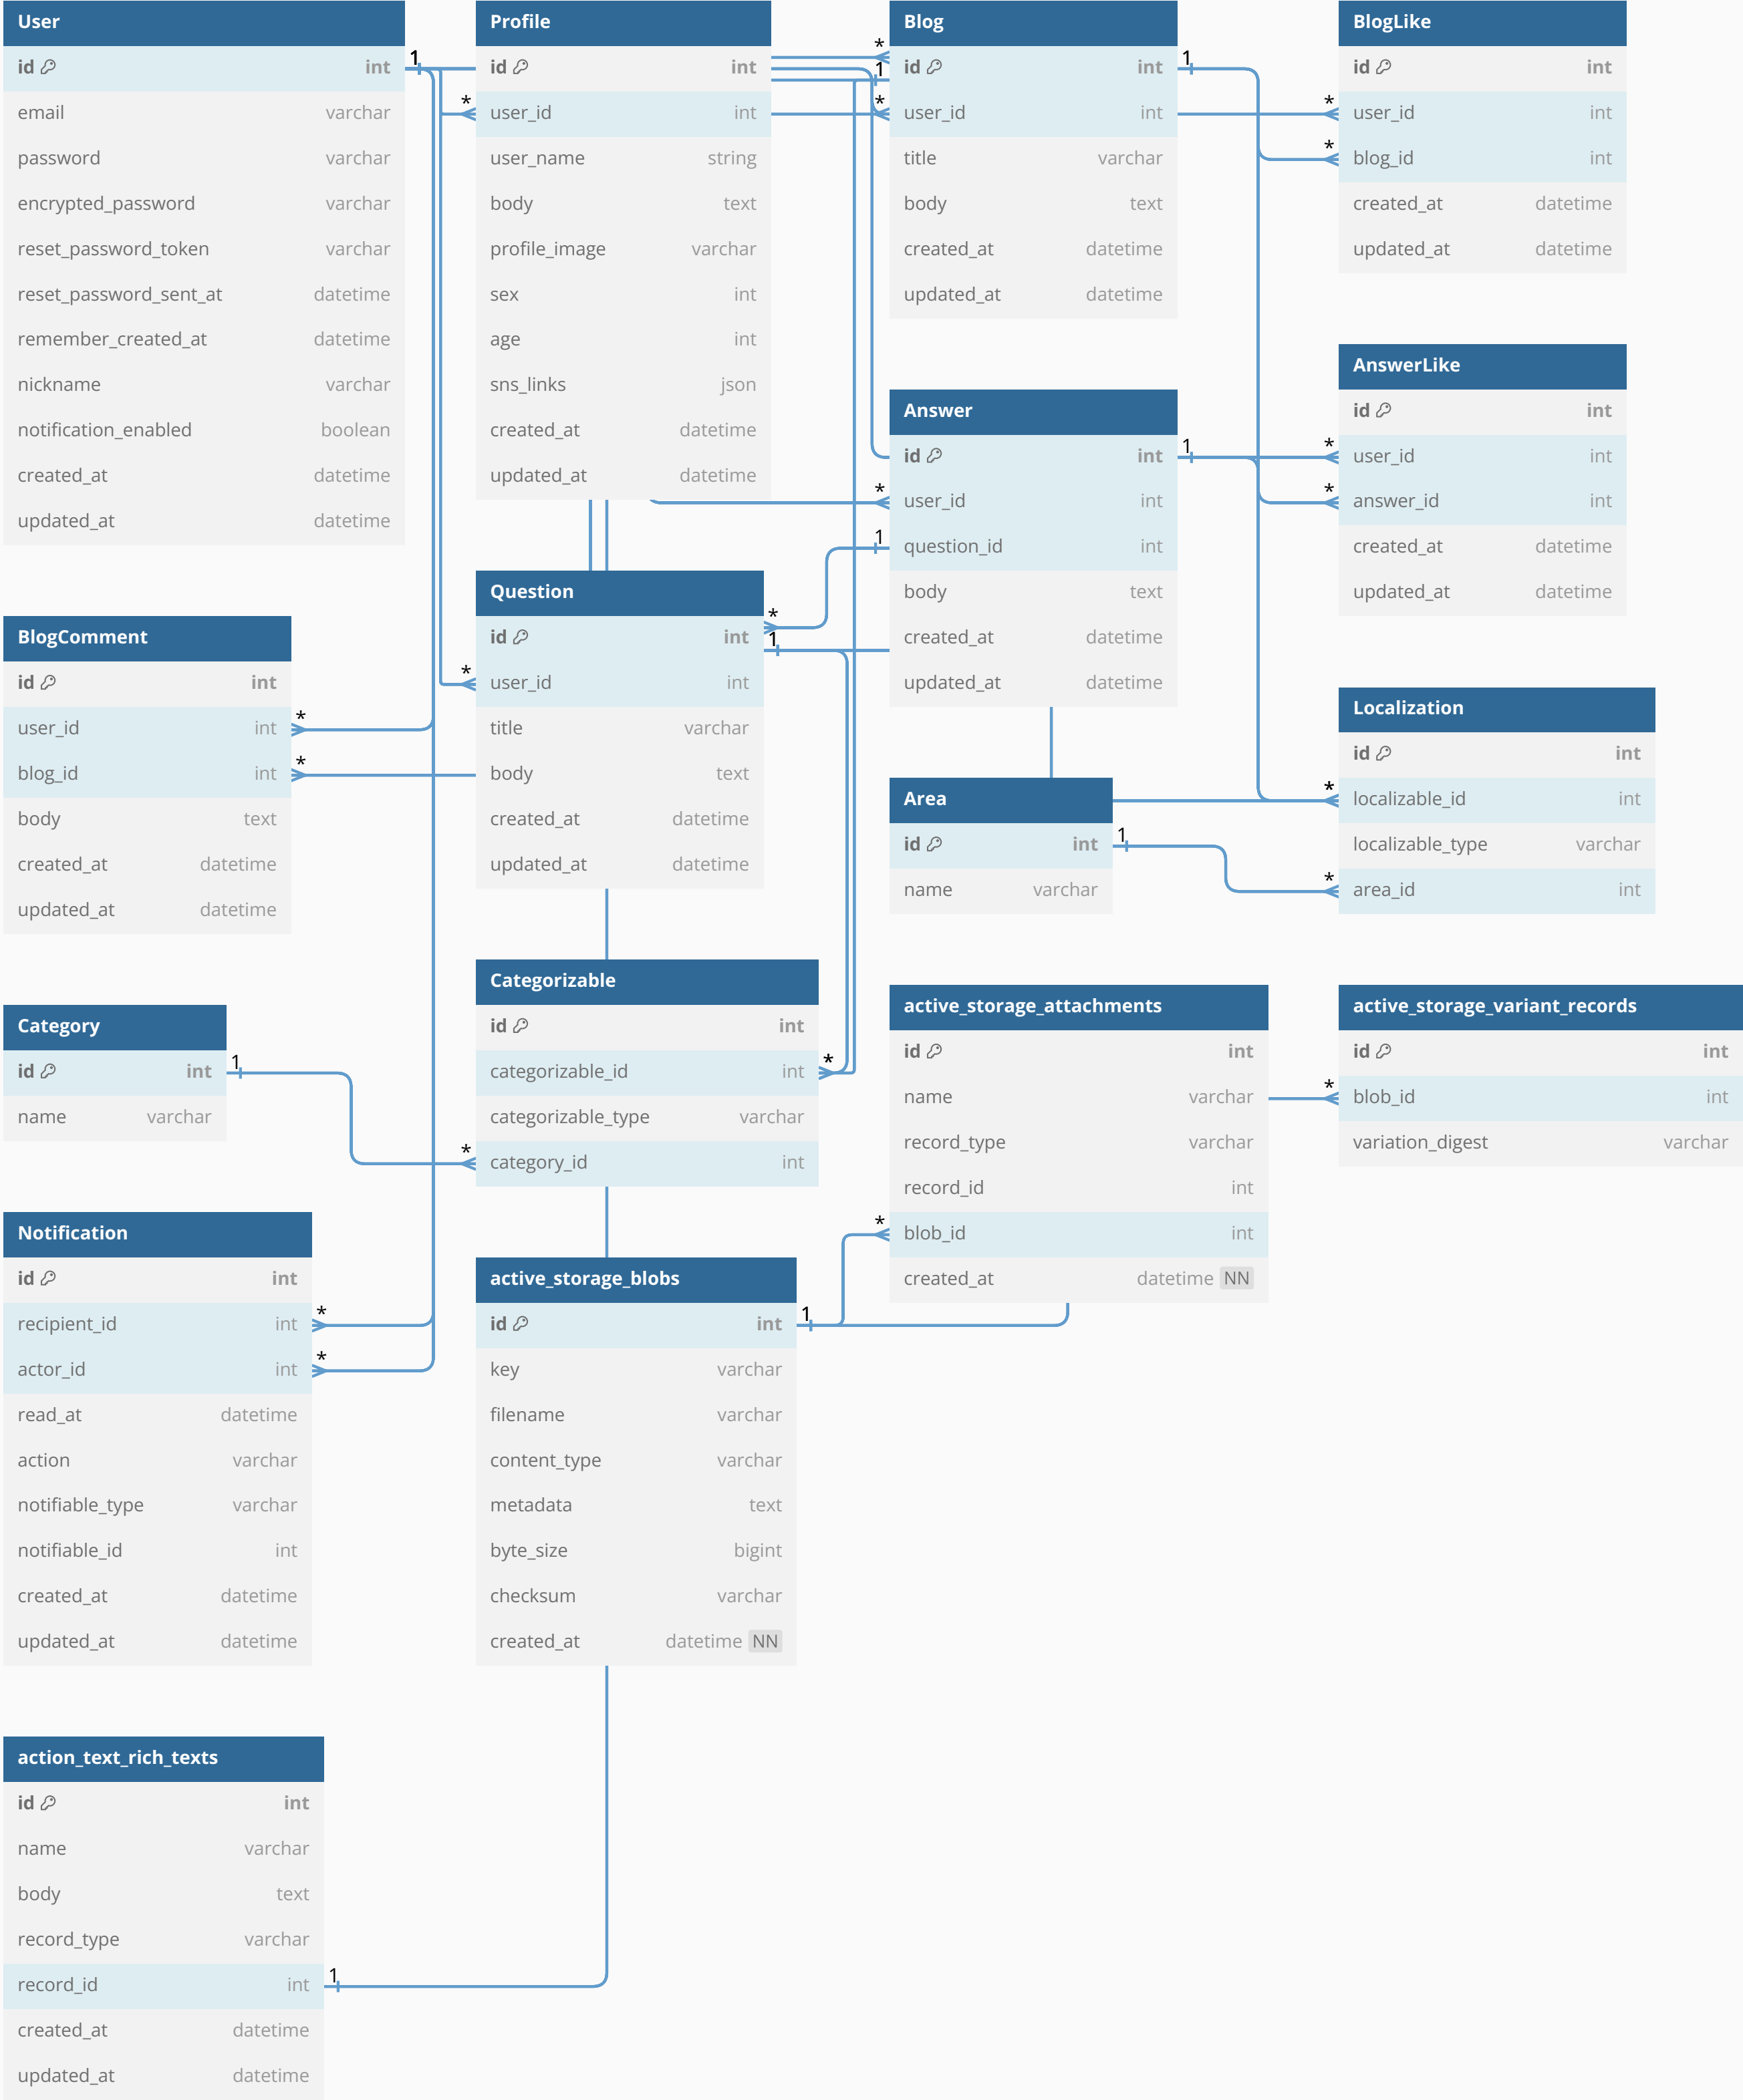 User
id int
email varchar
password varchar
encrypted_password varchar
reset_password_token varchar
reset_password_sent_at datetime
remember_created_at datetime
nickname varchar
notification_enabled boolean
created_at datetime
updated_at datetime
1
Profile
id int
* user_id int
user_name string
body text
profile_image varchar
sex int
age int
sns_links json
created_at datetime
updated_at datetime
Blog
* 1 id int 1
* user_id int
title varchar
body text
created_at datetime
updated_at datetime
BlogLike
id int
* user_id int
* blog_id int
created_at datetime
updated_at datetime
Answer
id int 1
* user_id int
1 question_id int
body text
created_at datetime
updated_at datetime
AnswerLike
id int
* user_id int
* answer_id int
created_at datetime
updated_at datetime
Question
id int * 1
* user_id int
title varchar
body text
created_at datetime
updated_at datetime
BlogComment
id int
user_id int *
blog_id int *
body text
created_at datetime
updated_at datetime
Area
id int 1
name varchar
Localization
id int
* localizable_id int
localizable_type varchar
* area_id int
Category
id int 1
name varchar
Categorizable
id int
categorizable_id int *
categorizable_type varchar
* category_id int
active_storage_attachments
id int
name varchar
record_type varchar
record_id int
* blob_id int
created_at datetime NN
active_storage_variant_records
id int
* blob_id int
variation_digest varchar
Notification
id int
recipient_id int *
actor_id int *
read_at datetime
action varchar
notifiable_type varchar
notifiable_id int
created_at datetime
updated_at datetime
active_storage_blobs
id int 1
key varchar
filename varchar
content_type varchar
metadata text
byte_size bigint
checksum varchar
created_at datetime NN
action_text_rich_texts
id int
name varchar
body text
record_type varchar
record_id int 1
created_at datetime
updated_at datetime